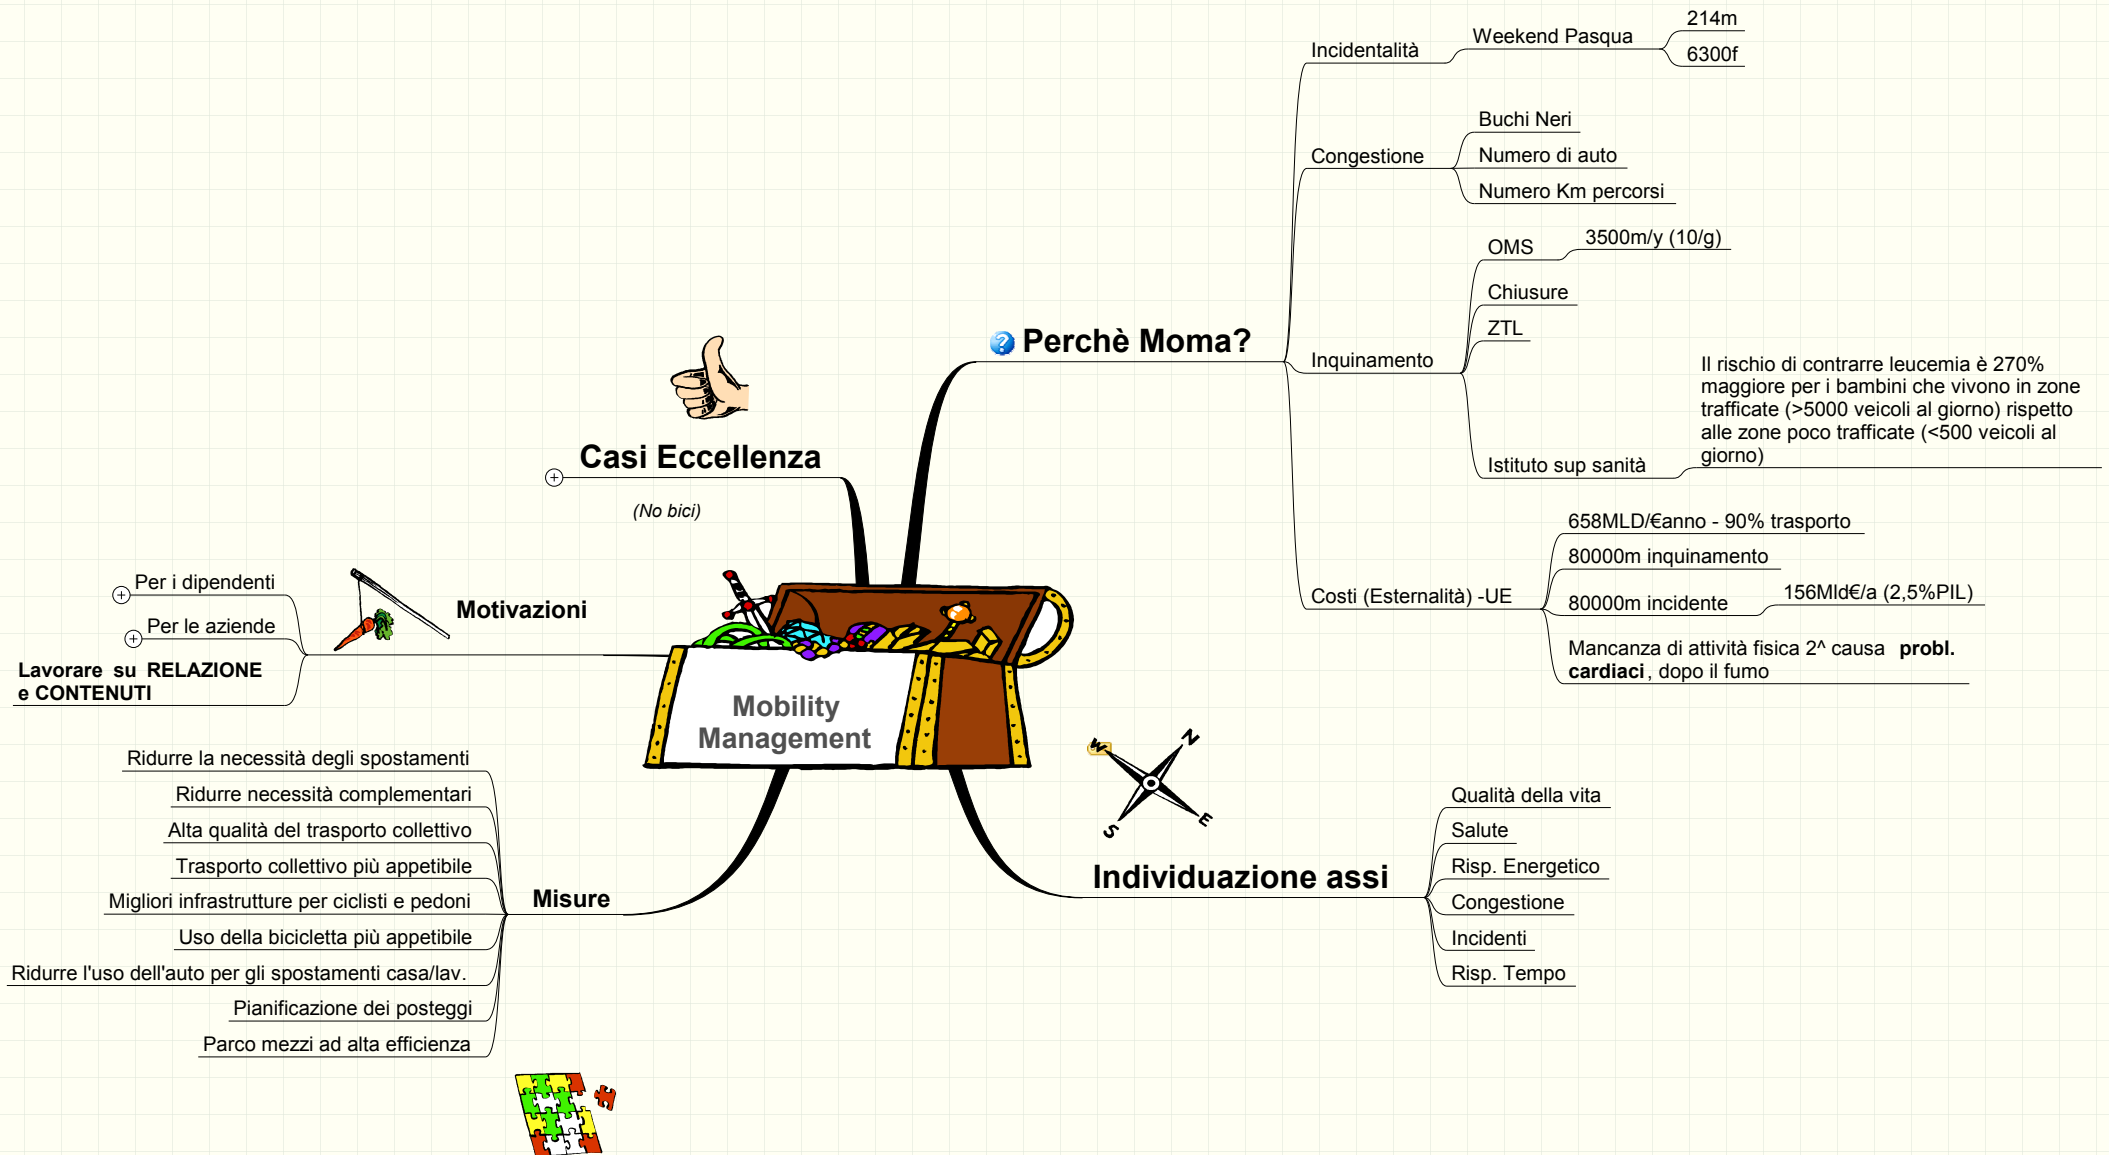 Mobility
Management
Perchè Moma?
Incidentalità
Weekend Pasqua
214m
6300f
Congestione
Buchi Neri
Numero di auto
Numero Km percorsi
Inquinamento
OMS
3500m/y (10/g)
Chiusure
ZTL
Istituto sup sanità
Il rischio di contrarre leucemia è 270%
maggiore per i bambini che vivono in zone
trafficate (>5000 veicoli al giorno) rispetto
alle zone poco trafficate (<500 veicoli al
giorno)
Costi (Esternalità) -UE
658MLD/€anno - 90% trasporto
80000m inquinamento
80000m incidente
156Mld€/a (2,5%PIL)
Mancanza di attività fisica 2^ causa probl.
cardiaci, dopo il fumo
N
W
E
S
Individuazione assi
Qualità della vita
Salute
Risp. Energetico
Congestione
Incidenti
Risp. Tempo
Casi Eccellenza
(No bici)
Motivazioni
Per i dipendenti
Per le aziende
Lavorare su RELAZIONE
e CONTENUTI
Misure
Ridurre la necessità degli spostamenti
Ridurre necessità complementari
Alta qualità del trasporto collettivo
Trasporto collettivo più appetibile
Migliori infrastrutture per ciclisti e pedoni
Uso della bicicletta più appetibile
Ridurre l'uso dell'auto per gli spostamenti casa/lav.
Pianificazione dei posteggi
Parco mezzi ad alta efficienza